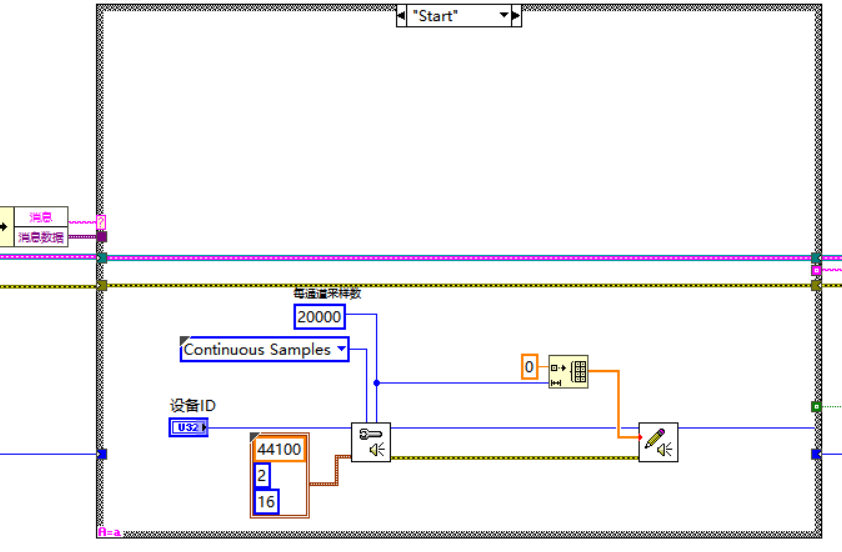 "Start"
消息
消息数据
每通道采样数
20000
Continuous Samples
0
设备ID
U32
44100
2
16
A=a